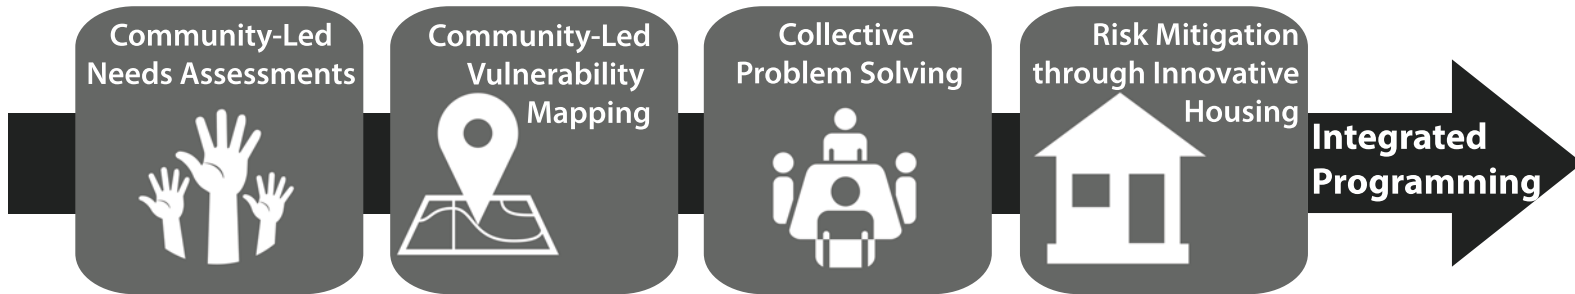 Community-Led
Needs Assessments
Community-Led
Vulnerability
Mapping
Collective
Problem Solving
Risk Mitigation
through Innovative
Housing
Integrated
Programming